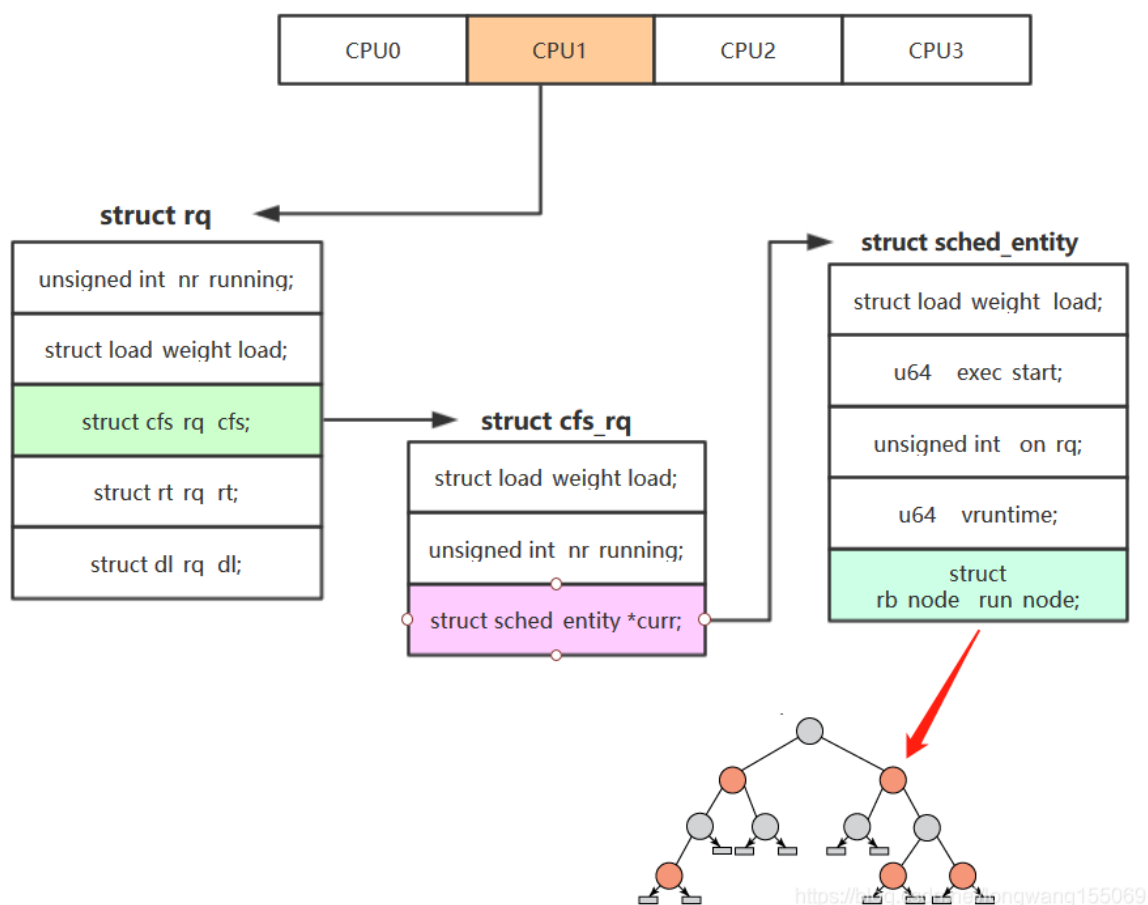 CPU0 CPU1 CPU2 CPU3
struct rq
unsigned int nr running;
struct load weight load;
struct cfs rq cfs;
struct rt rq rt;
struct dl rq dl;
struct cfs_rq
struct load weight load;
unsigned int nr running;
struct sched entity *curr;
struct sched_entity
struct load weight load;
u64 exec start;
unsigned int on rq;
u64 vruntime;
struct
rb node run node;